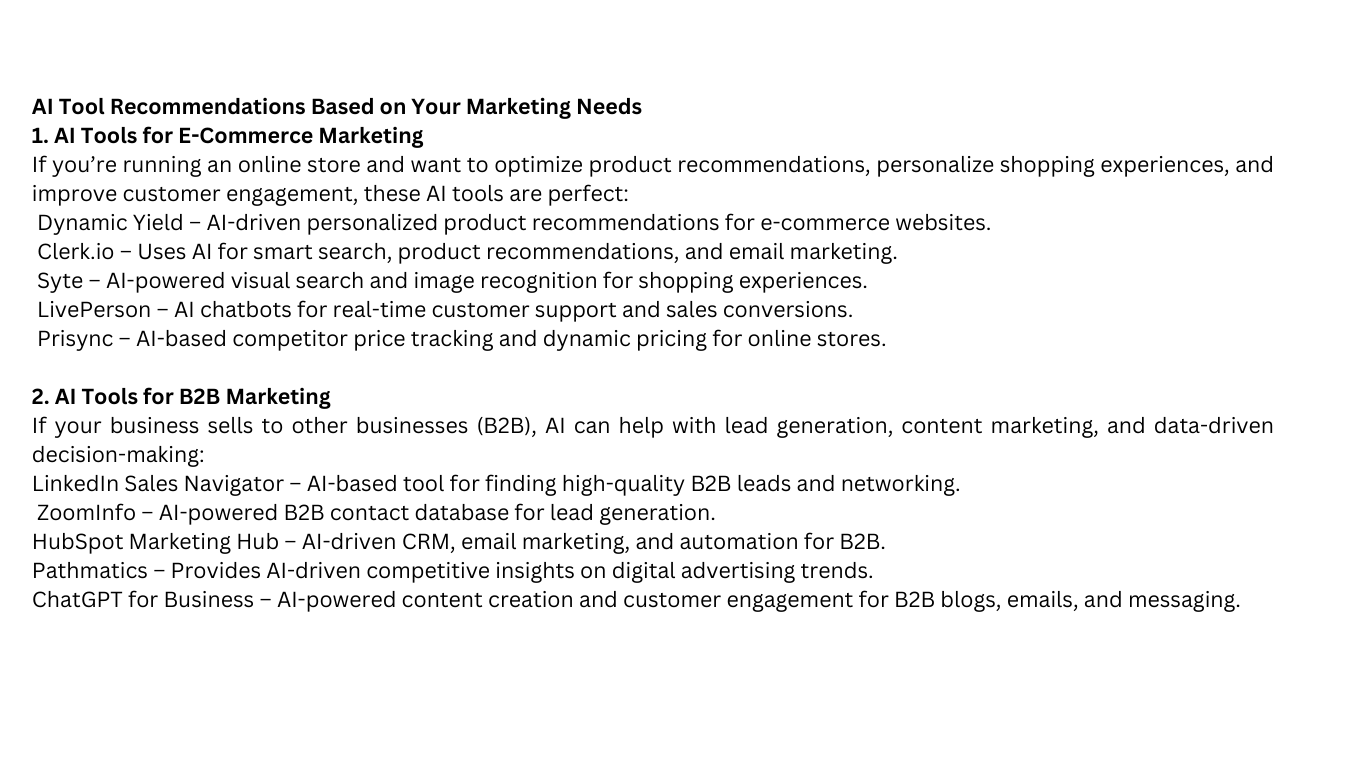 AI Tool Recommendations Based on Your Marketing Needs
1. AI Tools for E-Commerce Marketing
If you’re running an online store and want to optimize product recommendations, personalize shopping experiences, and
improve customer engagement, these AI tools are perfect:
Dynamic Yield – AI-driven personalized product recommendations for e-commerce websites.
Clerk.io – Uses AI for smart search, product recommendations, and email marketing.
Syte – AI-powered visual search and image recognition for shopping experiences.
LivePerson – AI chatbots for real-time customer support and sales conversions.
Prisync – AI-based competitor price tracking and dynamic pricing for online stores.
2. AI Tools for B2B Marketing
If your business sells to other businesses (B2B), AI can help with lead generation, content marketing, and data-driven
decision-making:
LinkedIn Sales Navigator – AI-based tool for finding high-quality B2B leads and networking.
ZoomInfo – AI-powered B2B contact database for lead generation.
HubSpot Marketing Hub – AI-driven CRM, email marketing, and automation for B2B.
Pathmatics – Provides AI-driven competitive insights on digital advertising trends.
ChatGPT for Business – AI-powered content creation and customer engagement for B2B blogs, emails, and messaging.